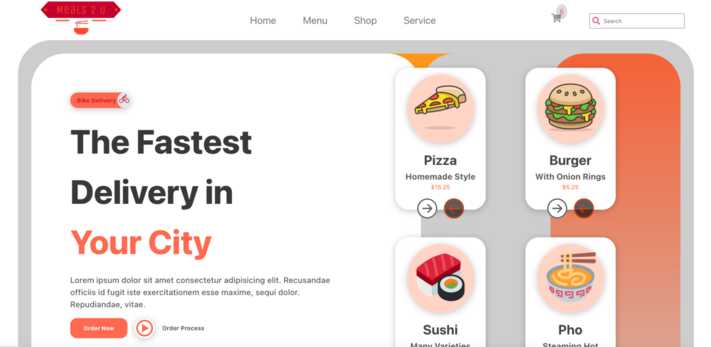 MEALS 2 U
Home
Menu
Shop
Service
Search
Bike Delivery
The Fastest
Delivery in
Your City
Lorem ipsum dolor sit amet consectetur adipisicing elit. Recusandae
officiis id fugit iste exercitationem esse maxime, sequi dolor.
Repudiandae, vitae.
Order Now
Order Process
Pizza
Homemade Style
$15.25
Burger
With Onion Rings
$5.25
Sushi
Many Varieties
Pho
Steaming Hot